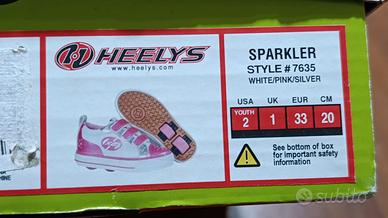 HEELYS
www.heelys.com
SPARKLER
STYLE #7635
WHITE/PINK/SILVER
USA UK EUR CM
YOUTH
2 1 33 20
See bottom of box
for important safety
information
subito
MINE